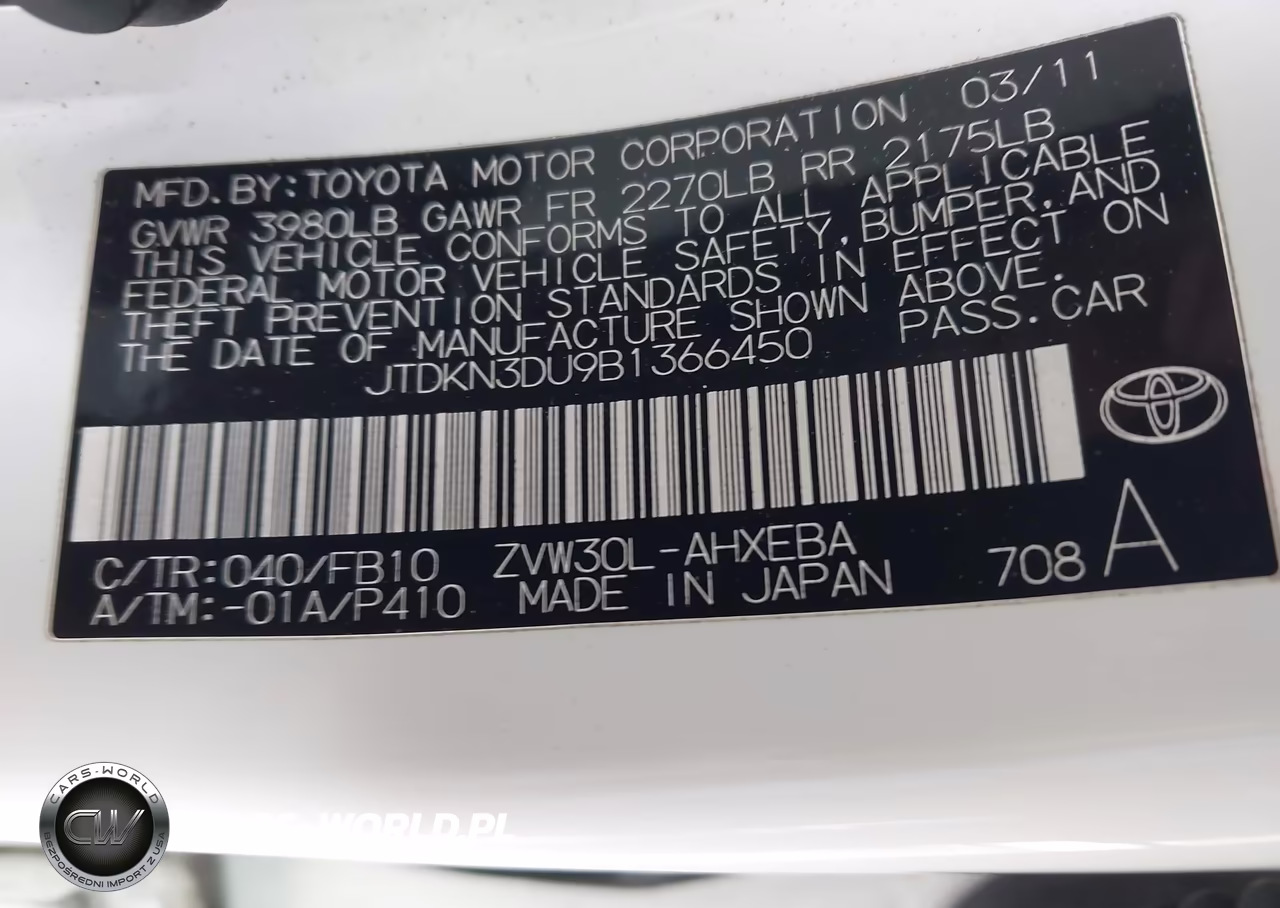 MFD. BY: TOYOTA MOTOR CORPORATION 03/11
GVWR 3980LB GAWR FR 2270LB RR 2175LB
THIS VEHICLE CONFORMS TO ALL APPLICABLE
FEDERAL MOTOR VEHICLE SAFETY, BUMPER, AND
THEFT PREVENTION STANDARDS IN EFFECT ON
THE DATE OF MANUFACTURE SHOWN ABOVE.
JTDKN3DU9B1366450 PASS. CAR
C/TR:040/FB10 ZVW30L-AHXEBA
A/TM:-01A/P410 MADE IN JAPAN 708 A
CARS-WORLD
CW
BEZPOŚREDNI IMPORT Z USA
WORLD.PL